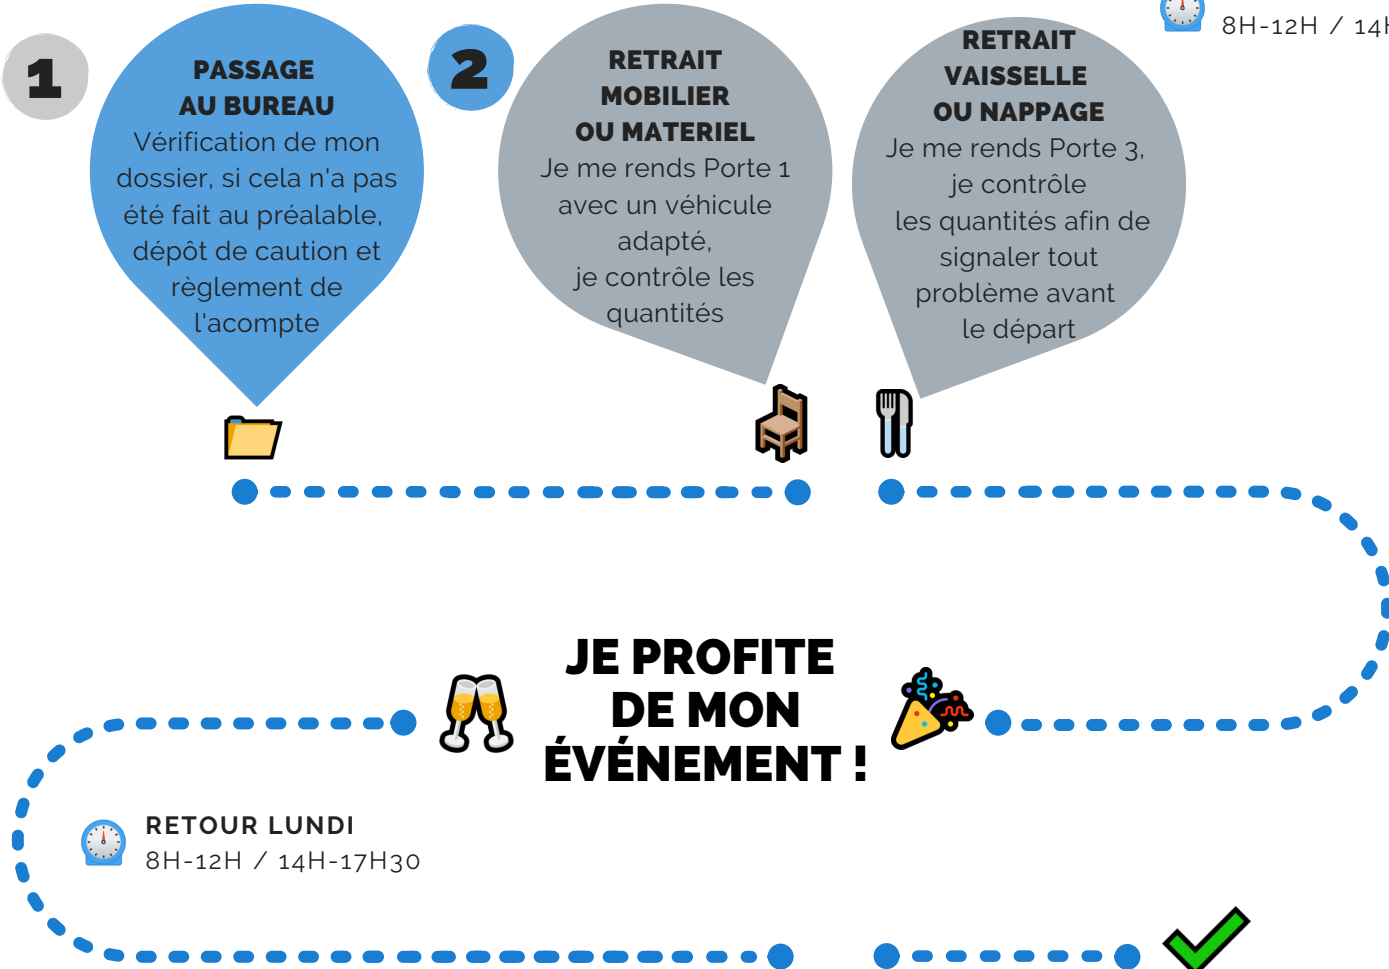 8H-12H / 14H
1
PASSAGE
AU BUREAU
Vérification de mon
dossier, si cela n'a pas
été fait au préalable,
dépôt de caution et
règlement de
l'acompte
2
RETRAIT
MOBILIER
OU MATERIEL
Je me rends Porte 1
avec un véhicule
adapté,
je contrôle les
quantités
RETRAIT
VAISSELLE
OU NAPPAGE
Je me rends Porte 3,
je contrôle
les quantités afin de
signaler tout
problème avant
le départ
JE PROFITE
DE MON
ÉVÉNEMENT !
RETOUR LUNDI
8H-12H / 14H-17H30